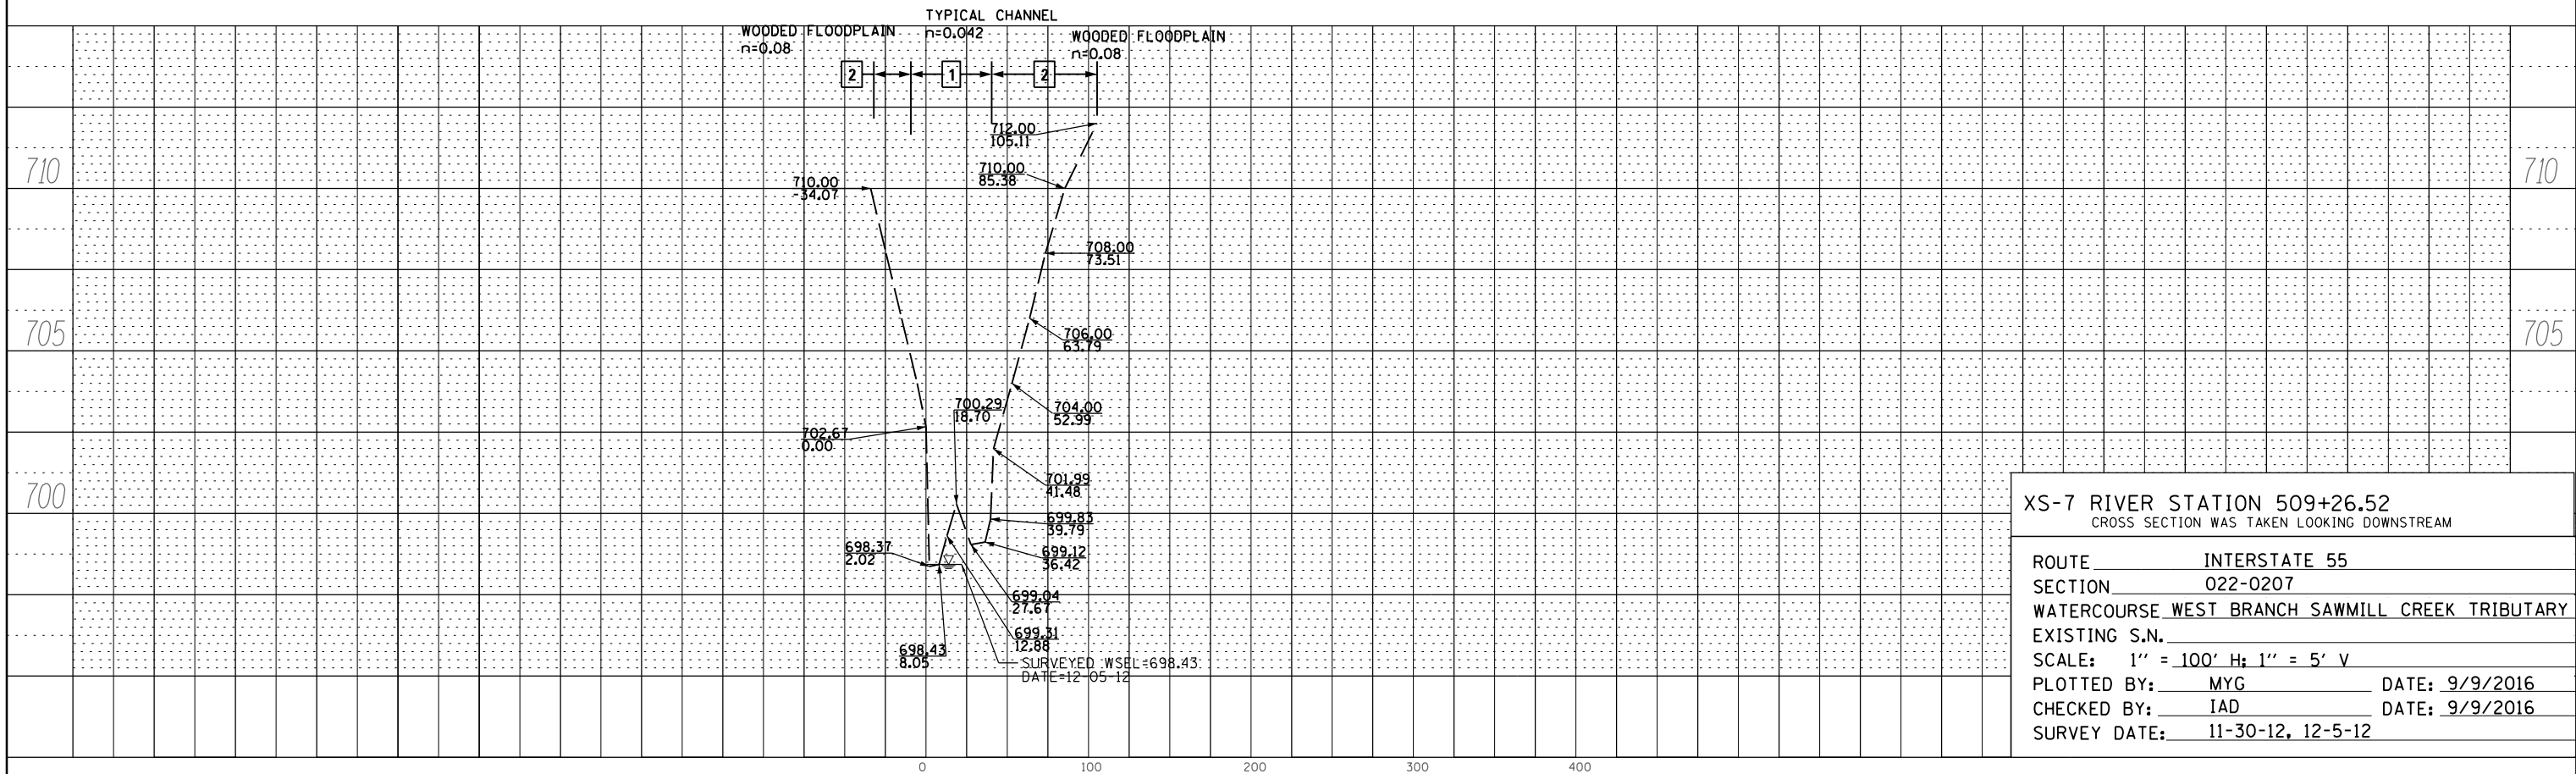 TYPICAL CHANNEL
n=0.042
WOODED FLOODPLAIN
n=0.08
WOODED FLOODPLAIN
n=0.08
2
1
2
712.00
105.11
710.00
85.38
710.00
-34.07
708.00
73.51
706.00
63.79
704.00
52.99
700.29
18.70
702.67
0.00
701.99
41.48
699.83
39.79
699.12
36.42
698.37
2.02
699.04
27.67
699.31
12.88
698.43
8.05
SURVEYED WSEL=698.43
DATE=12-05-12
710
705
700
710
705
0
100
200
300
400
XS-7 RIVER STATION 509+26.52
CROSS SECTION WAS TAKEN LOOKING DOWNSTREAM
ROUTE INTERSTATE 55
SECTION 022-0207
WATERCOURSE WEST BRANCH SAWMILL CREEK TRIBUTARY
EXISTING S.N.
SCALE: 1'' = 100' H; 1'' = 5' V
PLOTTED BY: MYG DATE: 9/9/2016
CHECKED BY: IAD DATE: 9/9/2016
SURVEY DATE: 11-30-12, 12-5-12